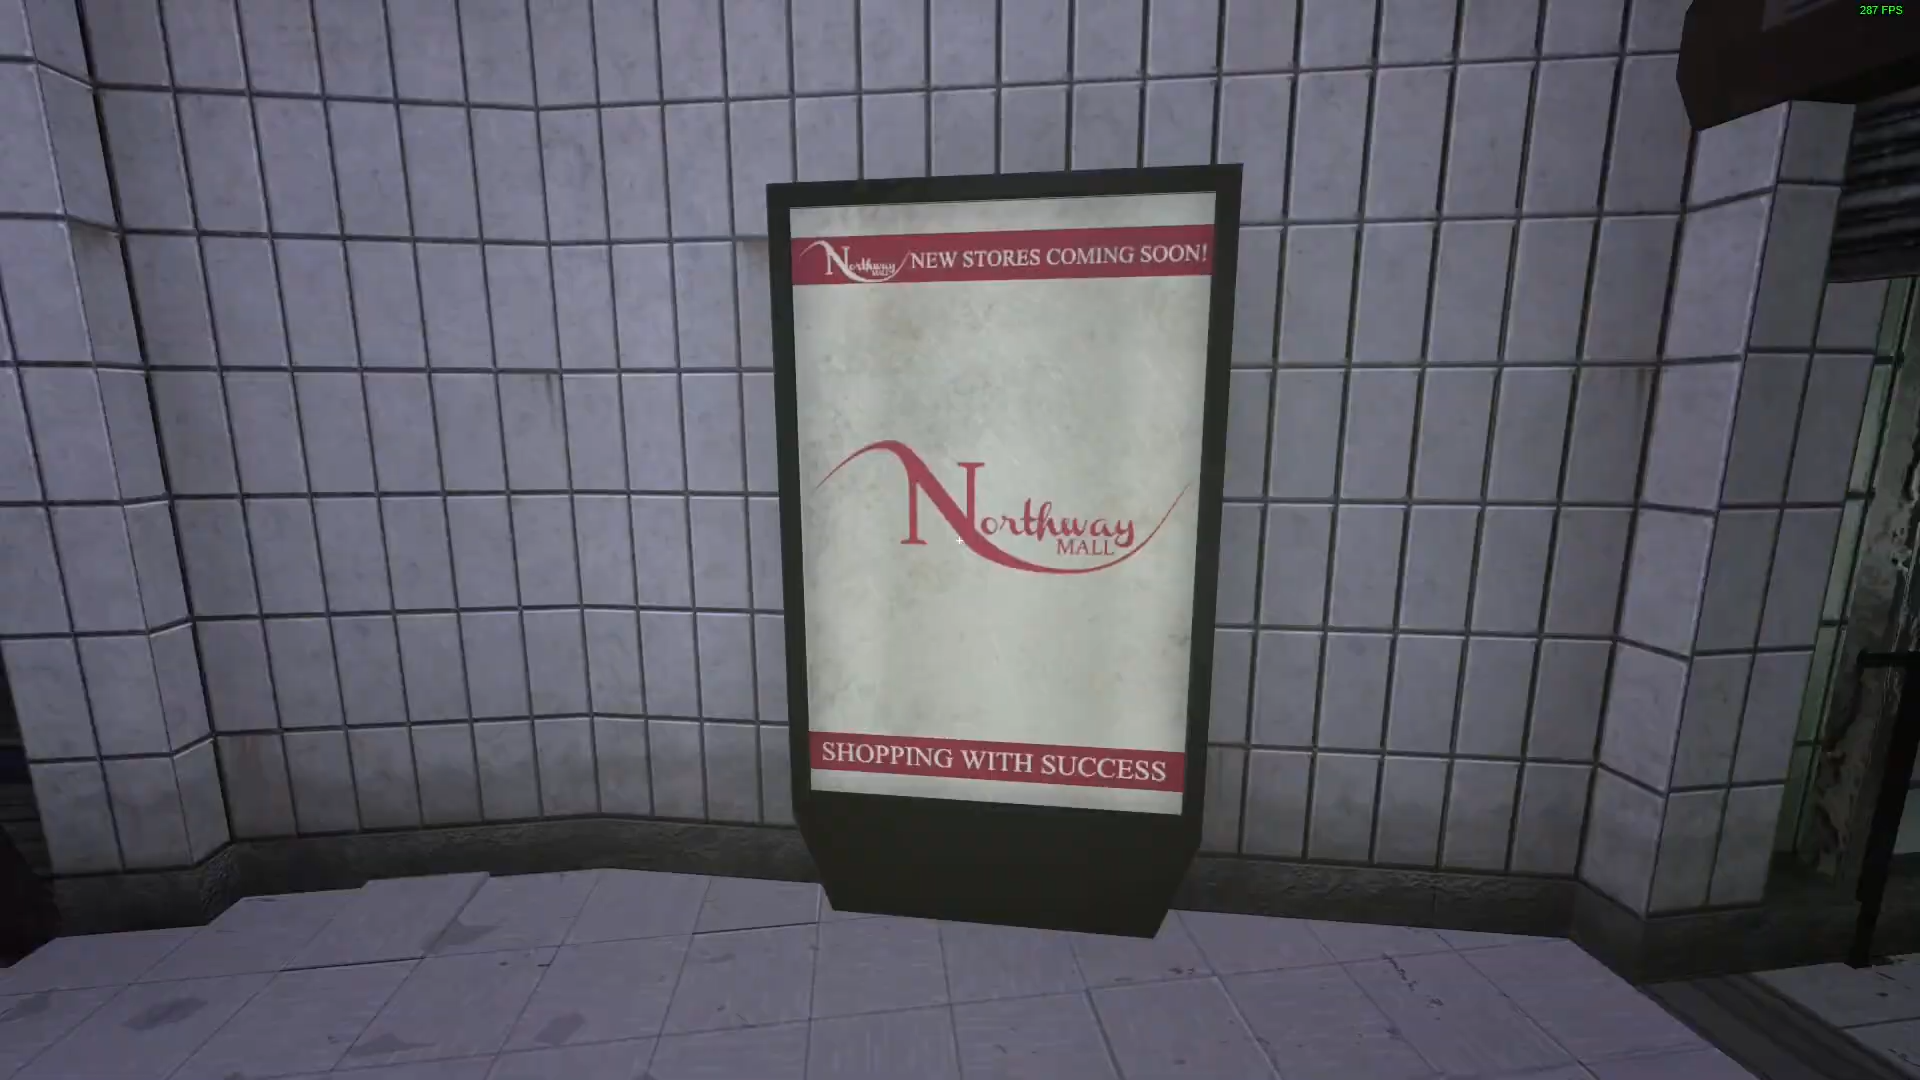 287 FPS
Northway MALL NEW STORES COMING SOON!
Northway
MALL
SHOPPING WITH SUCCESS